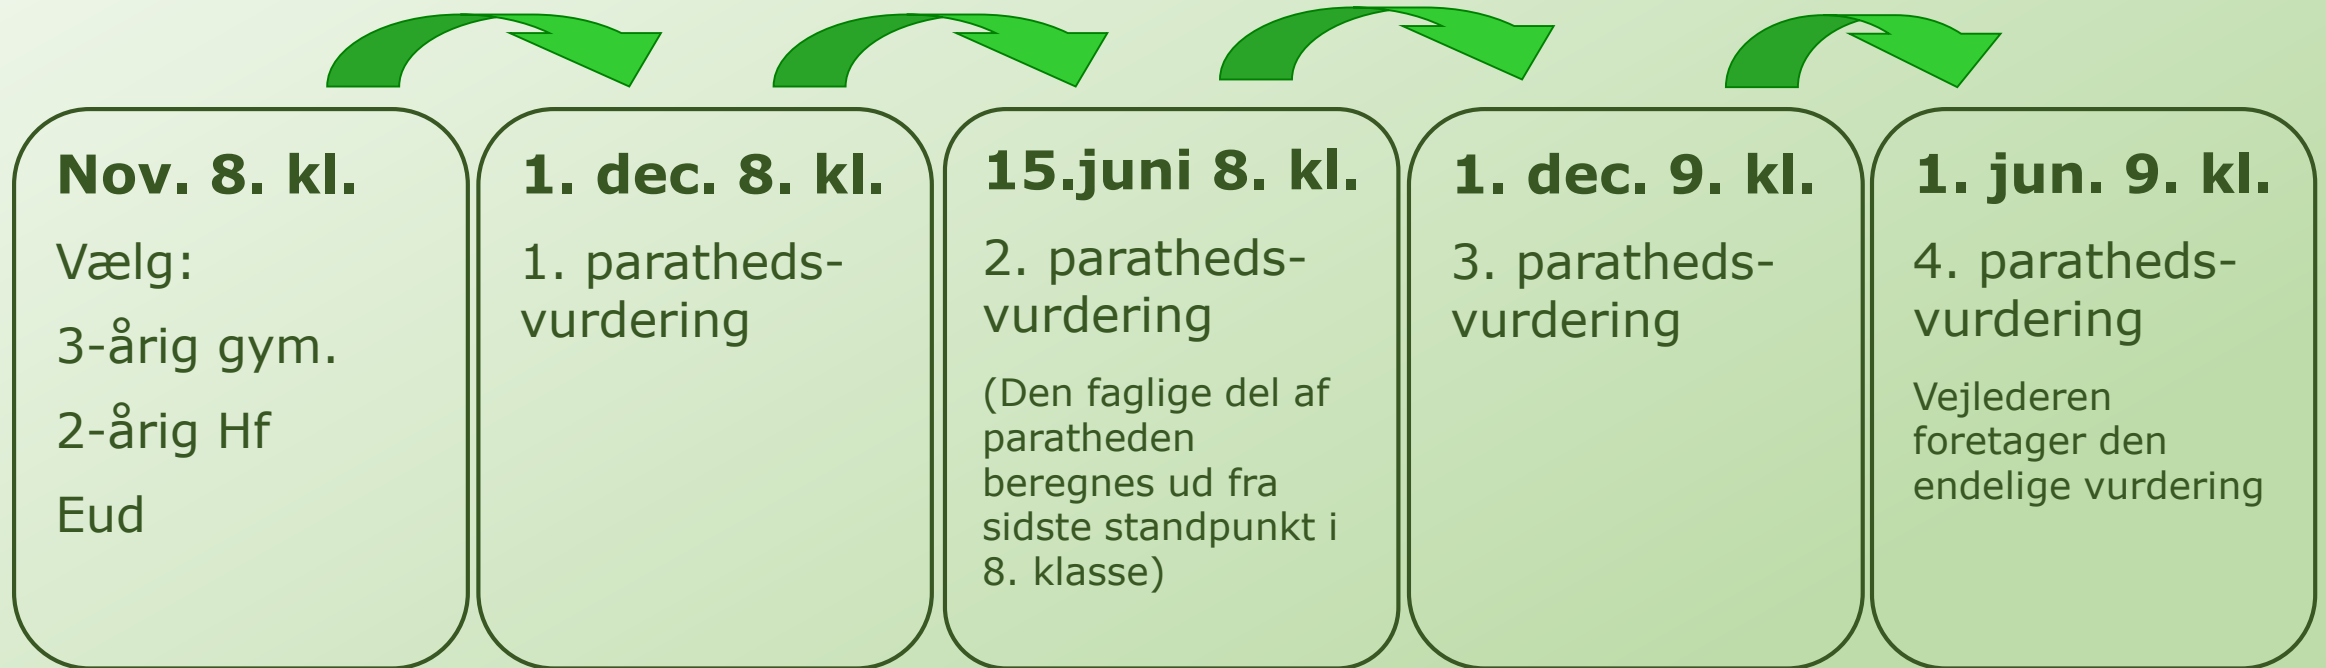 Nov. 8. kl.
Vælg:
3-årig gym.
2-årig Hf
Eud
1. dec. 8. kl.
1. paratheds-
vurdering
15.juni 8. kl.
2. paratheds-
vurdering
(Den faglige del af
paratheden
beregnes ud fra
sidste standpunkt i
8. klasse)
1. dec. 9. kl.
3. paratheds-
vurdering
1. jun. 9. kl.
4. paratheds-
vurdering
Vejlederen
foretager den
endelige vurdering